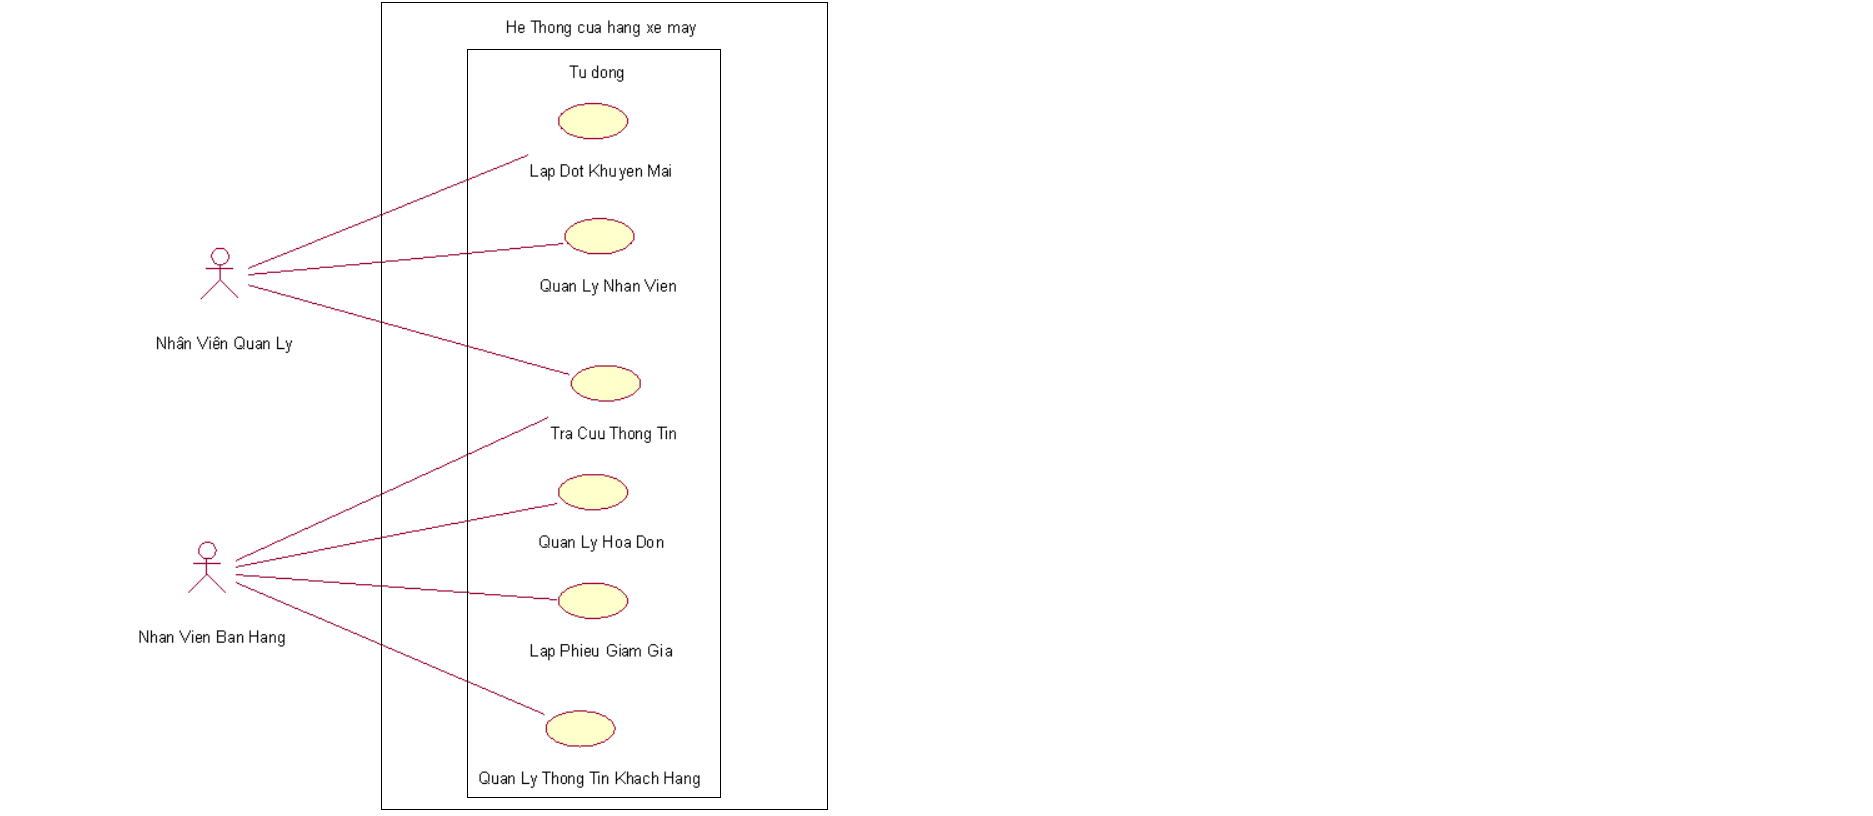 He Thong cua hang xe may
Tu dong
Lap Dot Khuyen Mai
Quan Ly Nhan Vien
Nhân Viên Quan Ly
Tra Cuu Thong Tin
Quan Ly Hoa Don
Nhan Vien Ban Hang
Lap Phieu Giam Gia
Quan Ly Thong Tin Khach Hang